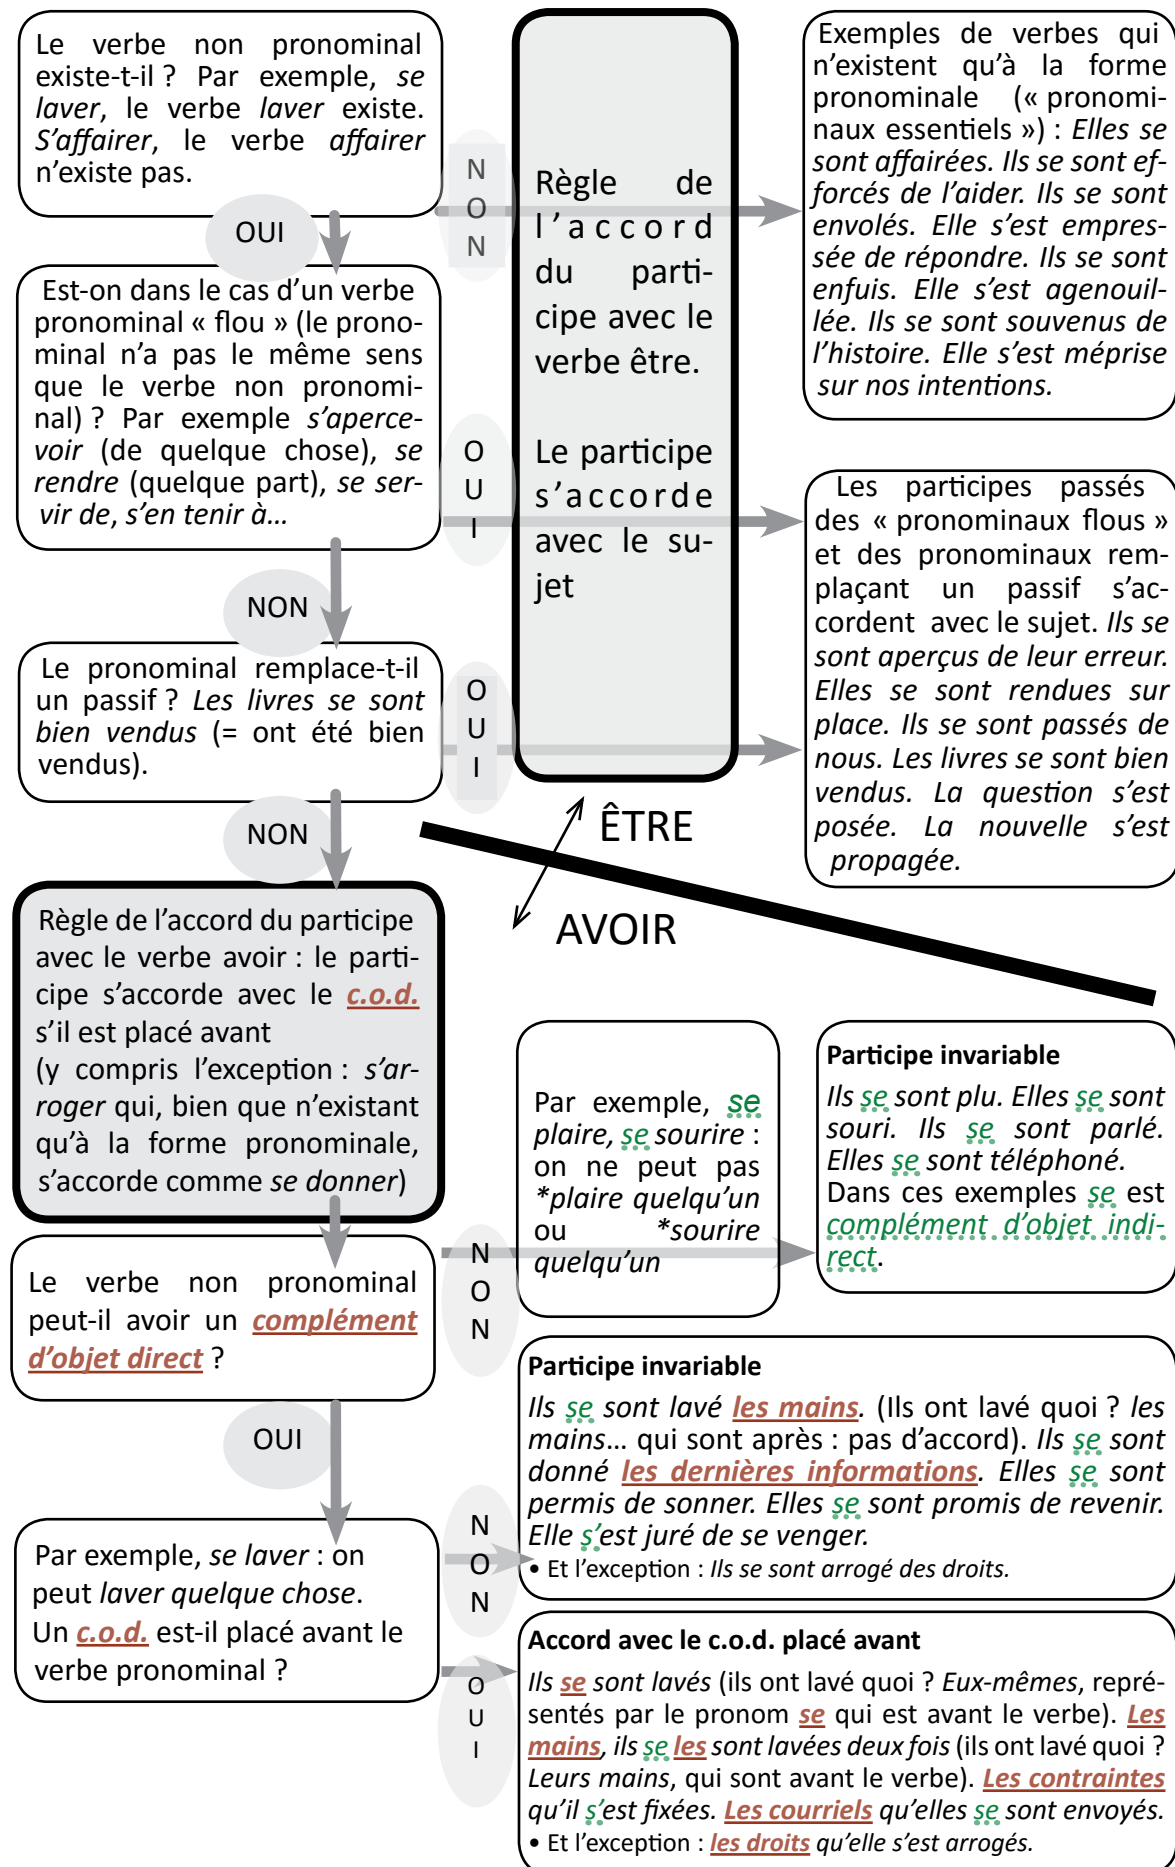 Le verbe non pronominal
existe-t-il ? Par exemple, se
laver, le verbe laver existe.
S'affairer, le verbe affairer
n'existe pas.
NON
OUI
Règle de
l'accord
du parti-
cipe avec le
verbe être.
Le participe
s'accorde
avec le su-
jet
Exemples de verbes qui
n'existent qu'à la forme
pronominale (« pronomi-
naux essentiels ») : Elles se
sont affairées. Ils se sont ef-
forcés de l'aider. Ils se sont
envolés. Elle s'est empres-
sée de répondre. Ils se sont
enfuis. Elle s'est agenouil-
lée. Ils se sont souvenus de
l'histoire. Elle s'est méprise
sur nos intentions.
Est-on dans le cas d'un verbe
pronominal « flou » (le prono-
minal n'a pas le même sens
que le verbe non pronomi-
nal) ? Par exemple s'aperce-
voir (de quelque chose), se
rendre (quelque part), se ser-
vir de, s'en tenir à…
OUI
NON
Les participes passés
des « pronominaux flous »
et des pronominaux rem-
plaçant un passif s'ac-
cordent avec le sujet. Ils se
sont aperçus de leur erreur.
Elles se sont rendues sur
place. Ils se sont passés de
nous. Les livres se sont bien
vendus. La question s'est
posée. La nouvelle s'est
propagée.
Le pronominal remplace-t-il
un passif ? Les livres se sont
bien vendus (= ont été bien
vendus).
OUI
NON
ÊTRE
AVOIR
Règle de l'accord du participe
avec le verbe avoir : le parti-
cipe s'accorde avec le c.o.d.
s'il est placé avant
(y compris l'exception : s'ar-
roger qui, bien que n'existant
qu'à la forme pronominale,
s'accorde comme se donner)
Le verbe non pronominal
peut-il avoir un complément
d'objet direct ?
NON
Par exemple, se
plaire, se sourire :
on ne peut pas
*plaire quelqu'un
ou *sourire
quelqu'un
Participe invariable
Ils se sont plu. Elles se sont
souri. Ils se sont parlé.
Elles se sont téléphoné.
Dans ces exemples se est
complément d'objet indi-
rect.
OUI
Par exemple, se laver : on
peut laver quelque chose.
Un c.o.d. est-il placé avant le
verbe pronominal ?
NON
Participe invariable
Ils se sont lavé les mains. (Ils ont lavé quoi ? les
mains… qui sont après : pas d'accord). Ils se sont
donné les dernières informations. Elles se sont
permis de sonner. Elles se sont promis de revenir.
Elle s'est juré de se venger.
• Et l'exception : Ils se sont arrogé des droits.
OUI
Accord avec le c.o.d. placé avant
Ils se sont lavés (ils ont lavé quoi ? Eux-mêmes, repré-
sentés par le pronom se qui est avant le verbe). Les
mains, ils se les sont lavées deux fois (ils ont lavé quoi ?
Leurs mains, qui sont avant le verbe). Les contraintes
qu'il s'est fixées. Les courriels qu'elles se sont envoyés.
• Et l'exception : les droits qu'elle s'est arrogés.